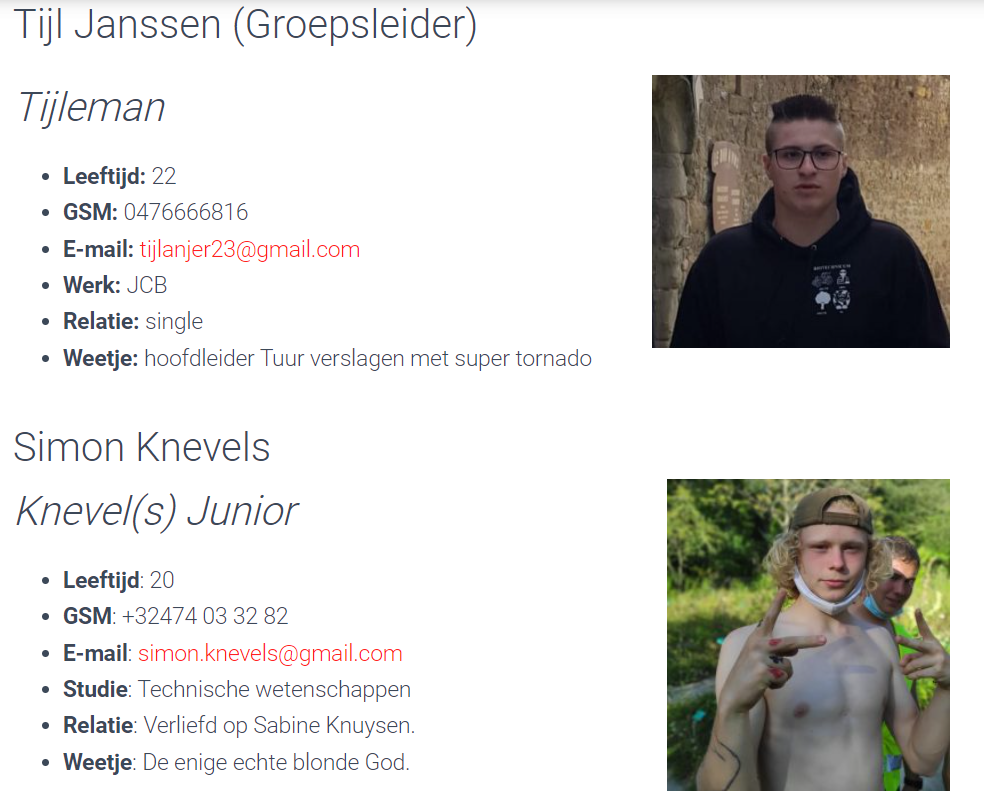 Tijl Janssen (Groepsleider)
Tijleman
Leeftijd: 22
GSM: 0476666816
E-mail: tijlanjer23@gmail.com
Werk: JCB
Relatie: single
Weetje: hoofdleider Tuur verslagen met super tornado
Simon Knevels
Knevel(s) Junior
Leeftijd: 20
GSM: +32474 03 32 82
E-mail: simon.knevels@gmail.com
Studie: Technische wetenschappen
Relatie: Verliefd op Sabine Knuysen.
Weetje: De enige echte blonde God.